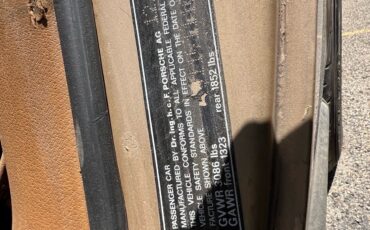 PASSENGER CAR
MANUFACTURED BY Dr. Ing. h. c. F. PORSCHE AG
THIS VEHICLE CONFORMS TO ALL APPLICABLE FEDERAL
VEHICLE SAFETY STANDARDS IN EFFECT ON THE DATE O
FACTURE SHOWN ABOVE
GVWR 3086 lbs
GAWR front 1323 rear 1852 lbs